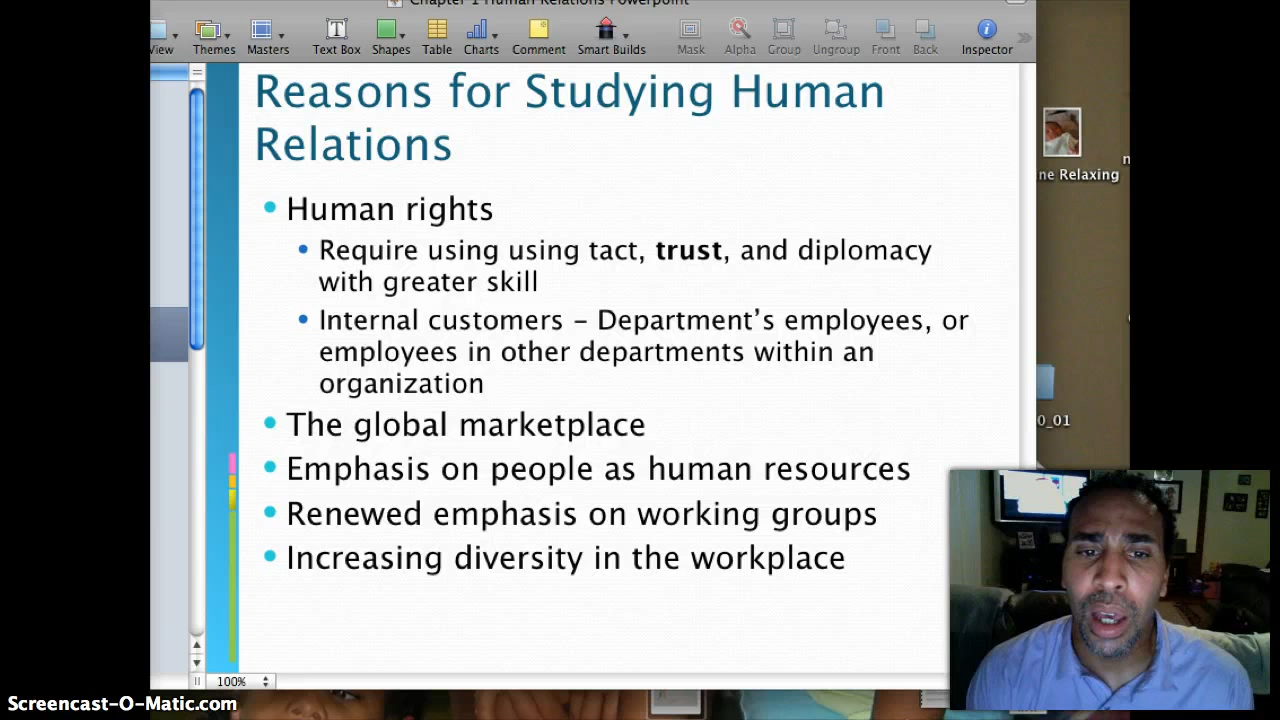 Chapter 1 Human Relations Powerpoint
View Themes Masters Text Box Shapes Table Charts Comment Smart Builds Mask Alpha Group Ungroup Front Back Inspector
Reasons for Studying Human
Relations
Human rights
Require using using tact, trust, and diplomacy
with greater skill
Internal customers – Department’s employees, or
employees in other departments within an
organization
The global marketplace
Emphasis on people as human resources
Renewed emphasis on working groups
Increasing diversity in the workplace
ne Relaxing
0_01
100%
Screencast-O-Matic.com